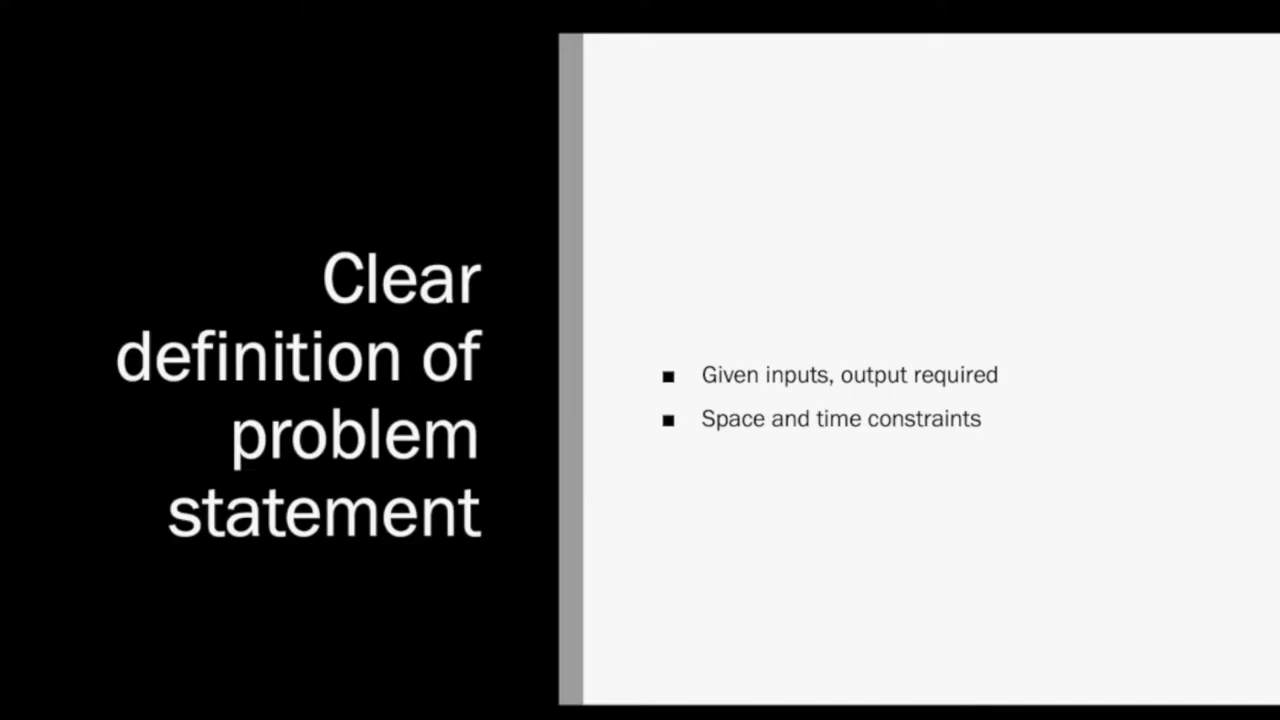 Clear
definition of
problem
statement
■ Given inputs, output required
■ Space and time constraints